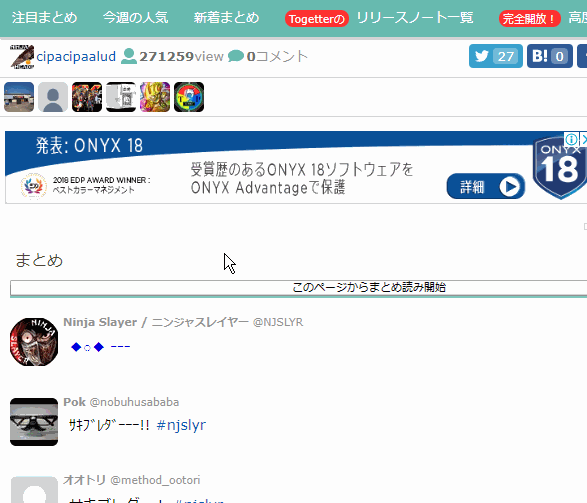 注目まとめ 今週の人気 新着まとめ Togetterの リリースノート一覧 完全開放！ 高度
cipacipaalud 271259view 0コメント 27 B! 0
発表: ONYX 18
2018 EDP AWARD WINNER :
ベストカラーマネジメント
受賞歴のあるONYX 18ソフトウェアを
ONYX Advantageで保護
詳細
ONYX
18
まとめ
このページからまとめ読み開始
Ninja Slayer / ニンジャスレイヤー @NJSLYR
◆○◆ ---
Pok @nobuhusababa
ｻｷﾌﾞﾚﾀﾞｰｰｰ!! #njslyr
オオトリ @method_ootori